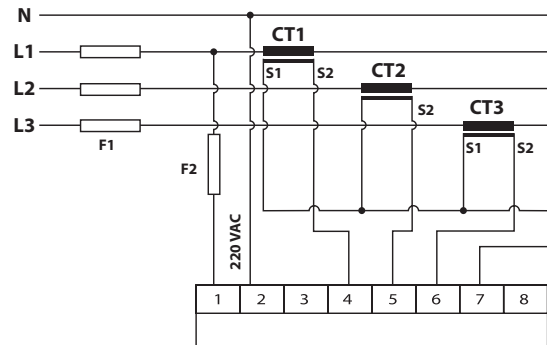 N
L1 CT1
S1 S2
L2 CT2
S2
L3 CT3
F1 S1 S2
F2
220 VAC
1 2 3 4 5 6 7 8